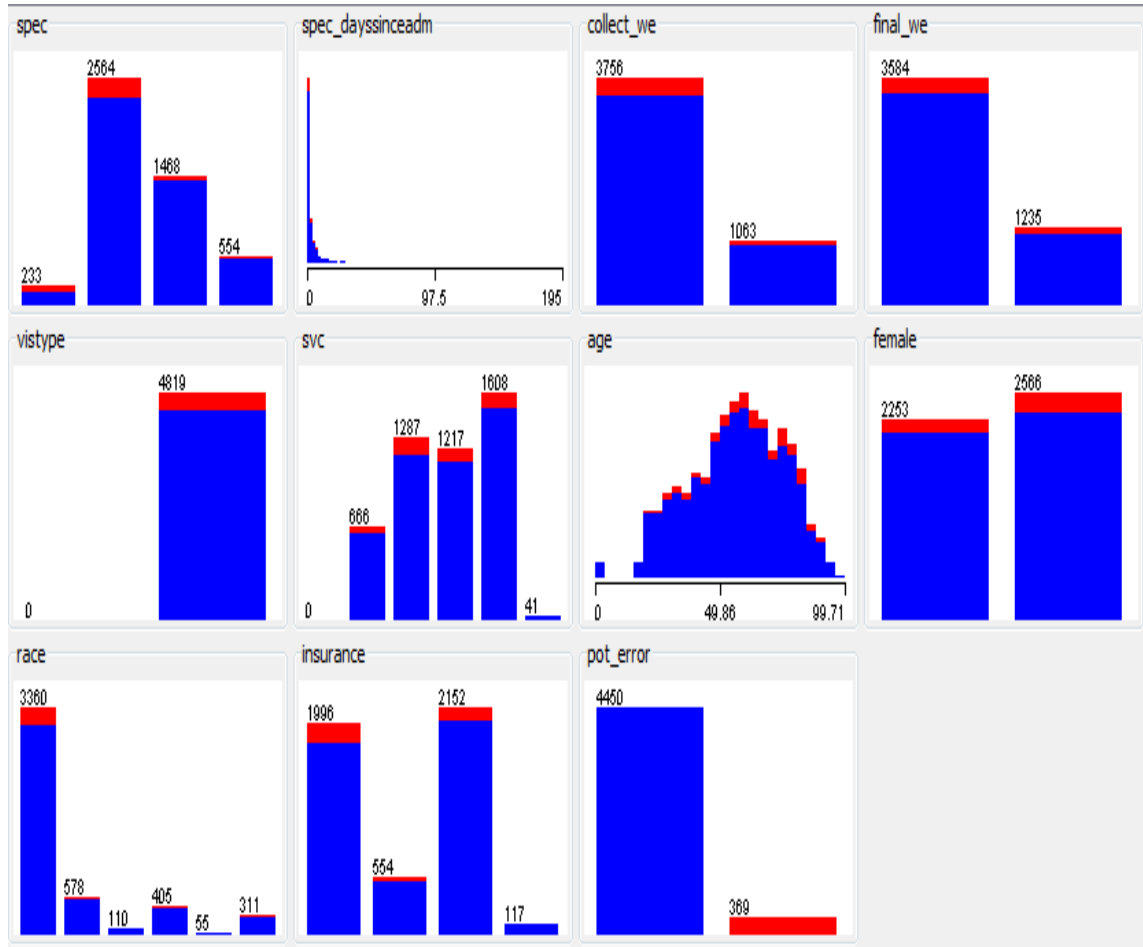 spec
2564
1468
554
233
spec_dayssinceadm
0 97.5 195
collect_we
3756
1063
final_we
3584
1235
vistype
4819
0
svc
1608
1287
1217
666
0
41
age
0 49.86 99.71
female
2566
2253
race
3360
578
110
405
55
311
insurance
1996
554
2152
117
pot_error
4450
369